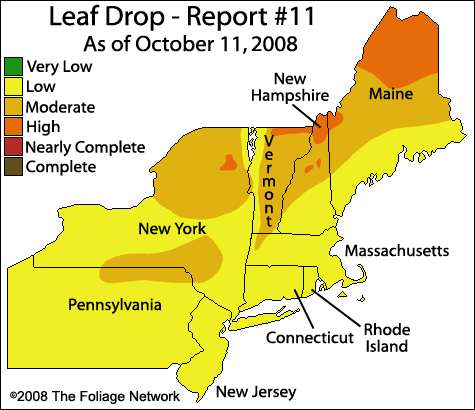 Leaf Drop - Report #11
As of October 11, 2008
Very Low
Low
Moderate
High
Nearly Complete
Complete
New
Hampshire
Maine
Vermont
New York
Massachusetts
Pennsylvania
Connecticut
Rhode
Island
New Jersey
©2008 The Foliage Network